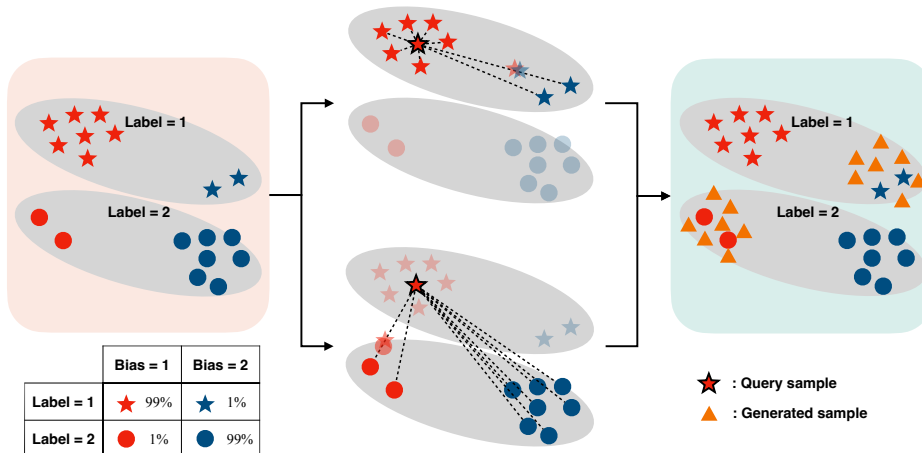 Label = 1
Label = 2
Label = 1
Label = 2
Bias = 1 Bias = 2
Label = 1 99% 1%
Label = 2 1% 99%
: Query sample
: Generated sample